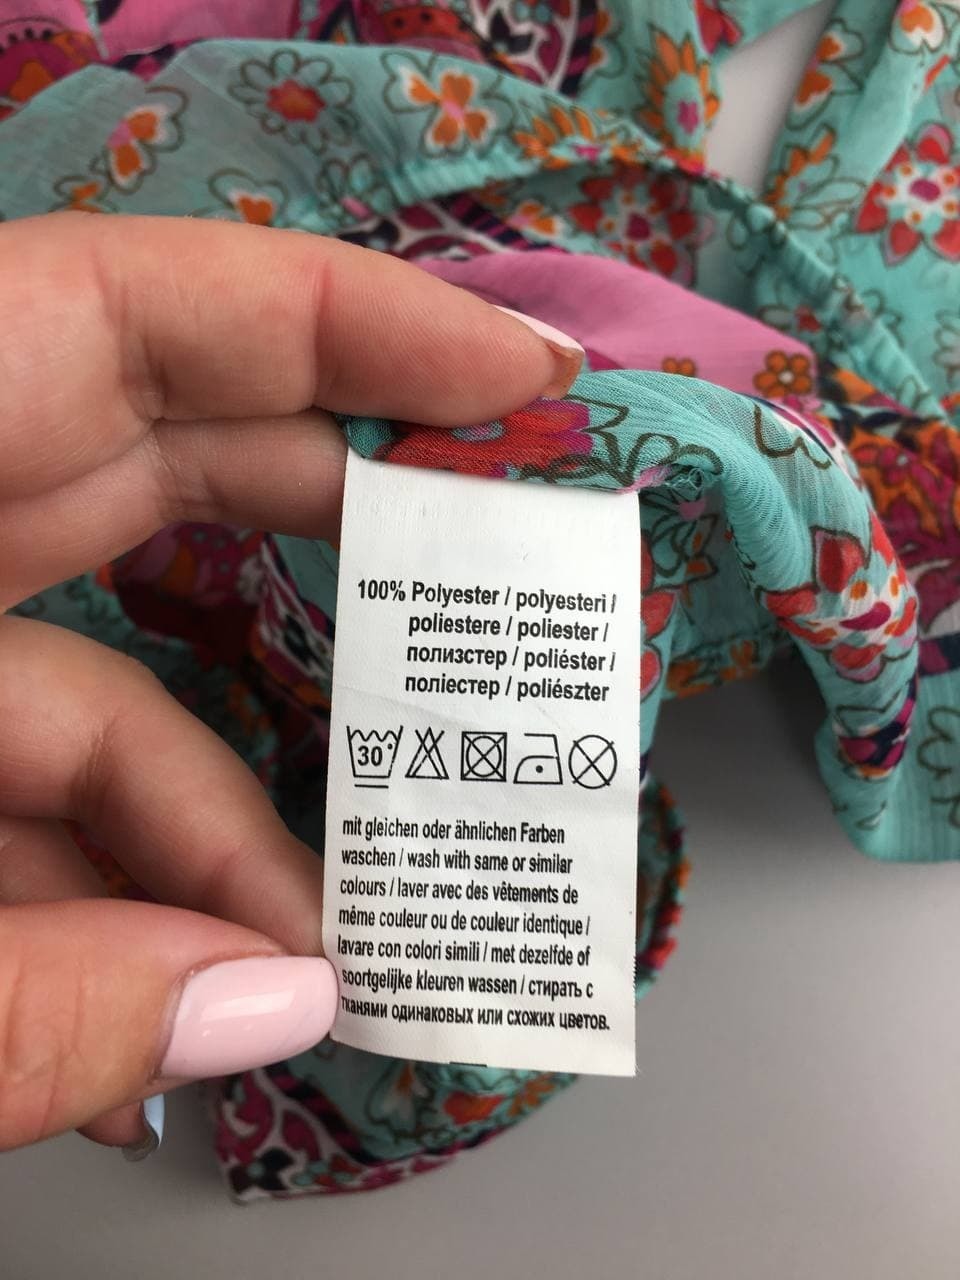 100% Polyester / polyesteri /
poliestere / poliester /
полиэстер / poliéster /
поліестер / poliészter
30°
mit gleichen oder ähnlichen Farben
waschen / wash with same or similar
colours / laver avec des vêtements de
même couleur ou de couleur identique /
lavare con colori simili / met dezelfde of
soortgelijke kleuren wassen / стирать с
тканями одинаковых или схожих цветов.